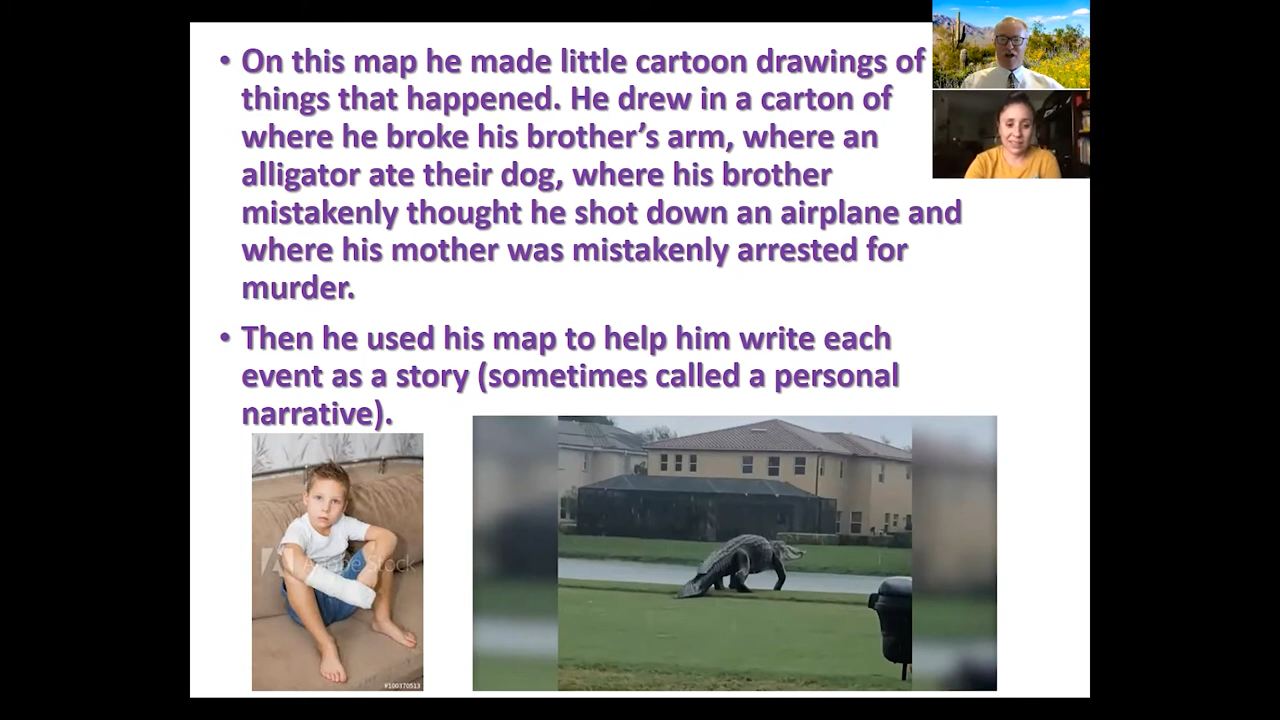 • On this map he made little cartoon drawings of
things that happened. He drew in a carton of
where he broke his brother's arm, where an
alligator ate their dog, where his brother
mistakenly thought he shot down an airplane and
where his mother was mistakenly arrested for
murder.
• Then he used his map to help him write each
event as a story (sometimes called a personal
narrative).
Adobe Stock
#100370513